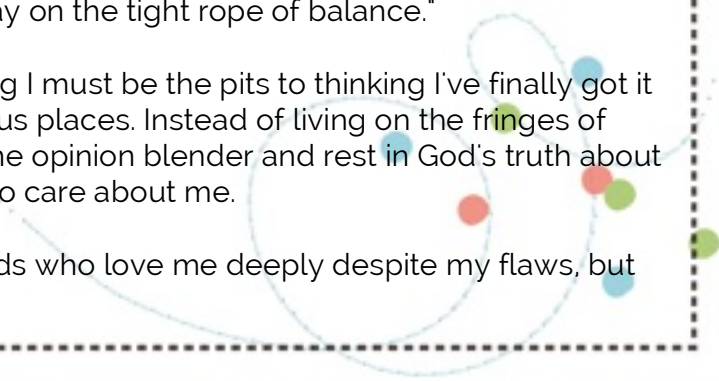 ay on the tight rope of balance."
g I must be the pits to thinking I've finally got it
us places. Instead of living on the fringes of
he opinion blender and rest in God's truth about
o care about me.
ds who love me deeply despite my flaws, but